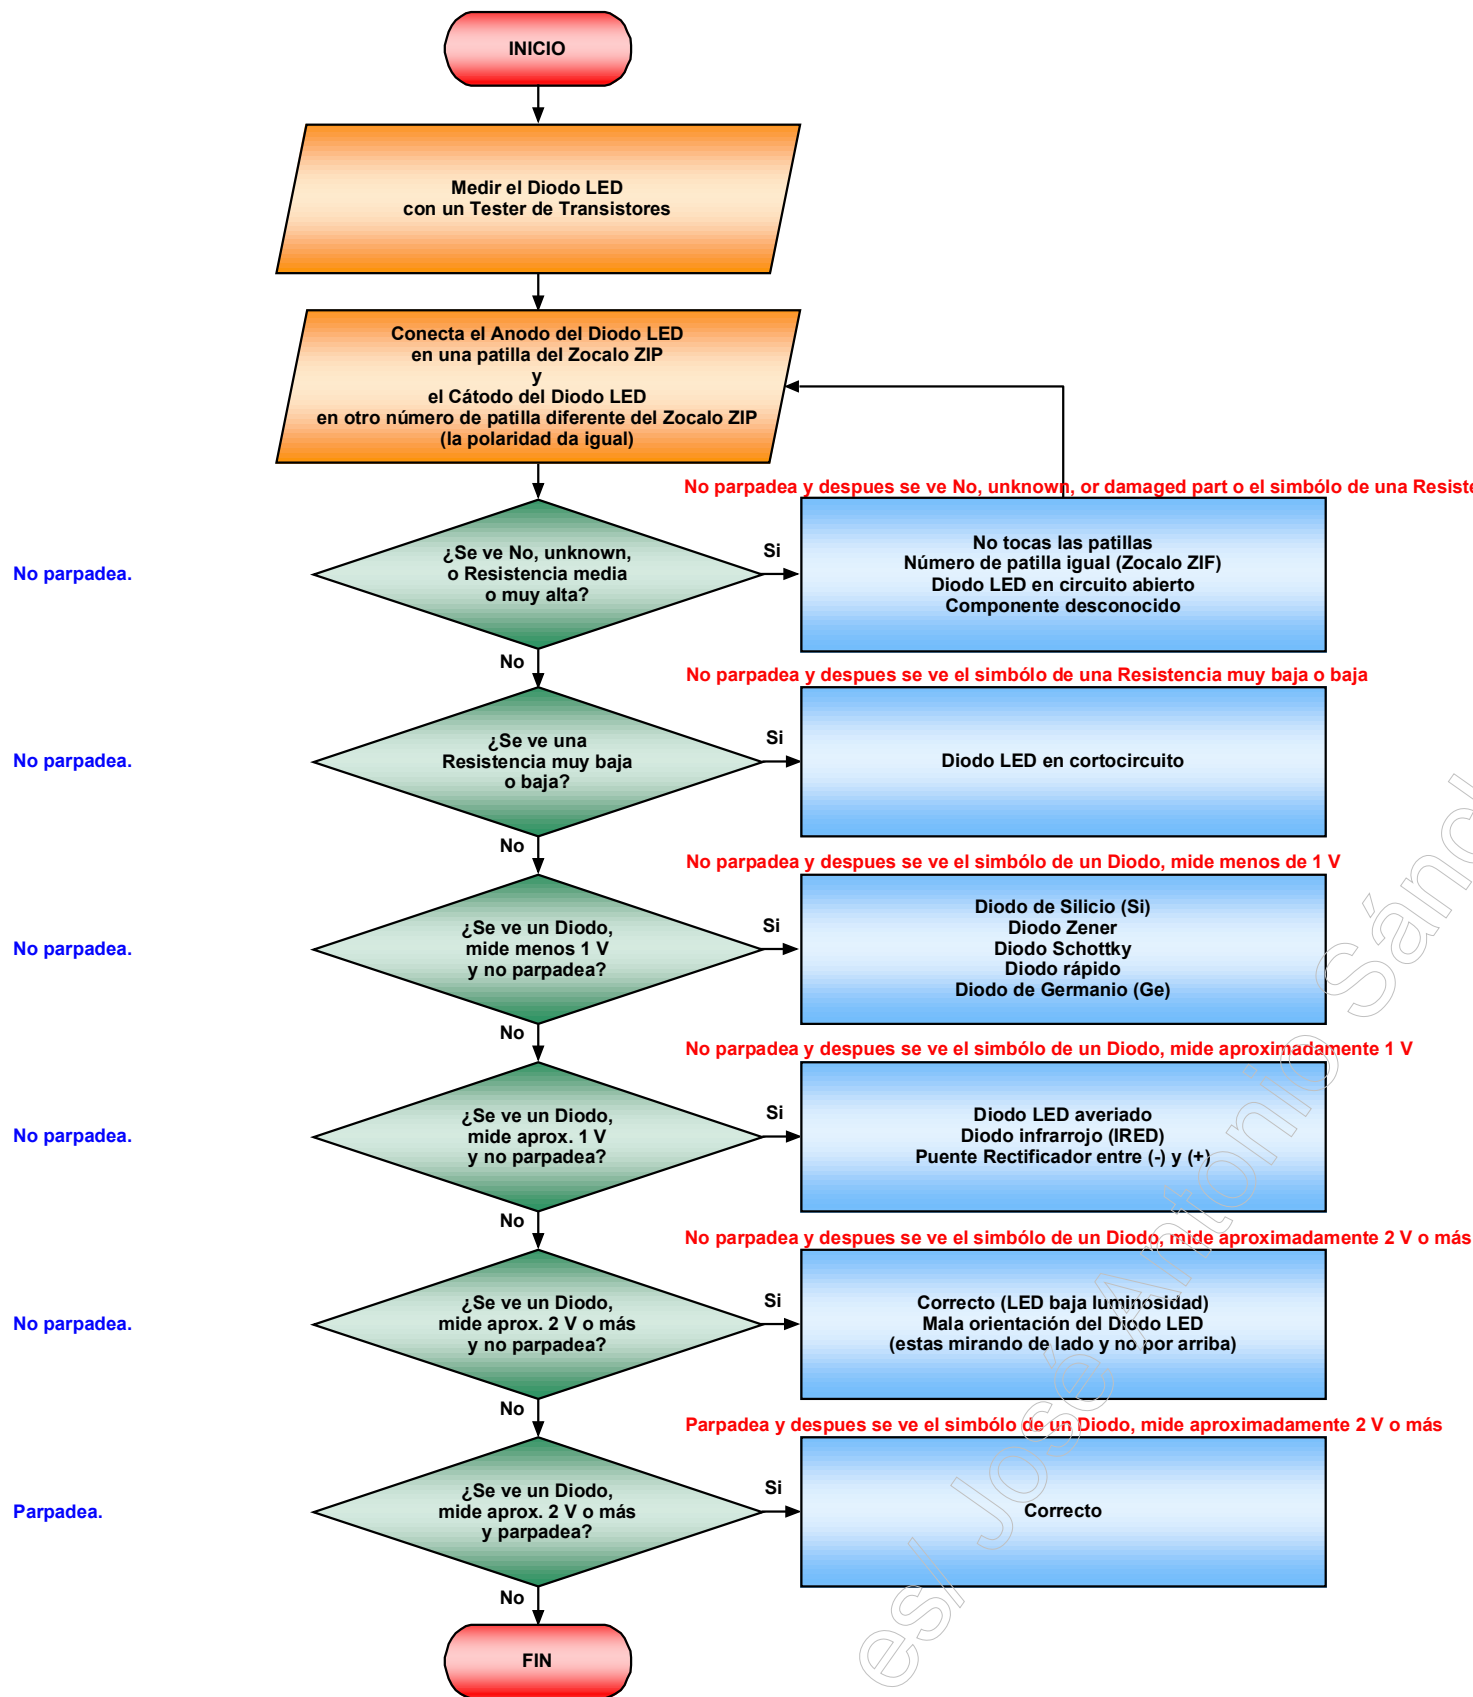 INICIO
Medir el Diodo LED
con un Tester de Transistores
Conecta el Anodo del Diodo LED
en una patilla del Zocalo ZIP
y
el Cátodo del Diodo LED
en otro número de patilla diferente del Zocalo ZIP
(la polaridad da igual)
No parpadea y despues se ve No, unknown, or damaged part o el simbólo de una
No parpadea.
¿Se ve No, unknown,
o Resistencia media
o muy alta?
Si
No tocas las patillas
Número de patilla igual (Zocalo ZIF)
Diodo LED en circuito abierto
Componente desconocido
No
No parpadea y despues se ve el simbólo de una Resistencia muy baja o baja
No parpadea.
¿Se ve una
Resistencia muy baja
o baja?
Si
Diodo LED en cortocircuito
No
No parpadea y despues se ve el simbólo de un Diodo, mide menos de 1 V
No parpadea.
¿Se ve un Diodo,
mide menos 1 V
y no parpadea?
Si
Diodo de Silicio (Si)
Diodo Zener
Diodo Schottky
Diodo rápido
Diodo de Germanio (Ge)
No
No parpadea y despues se ve el simbólo de un Diodo, mide aproximadamente 1 V
No parpadea.
¿Se ve un Diodo,
mide aprox. 1 V
y no parpadea?
Si
Diodo LED averiado
Diodo infrarrojo (IRED)
Puente Rectificador entre (-) y (+)
No
No parpadea y despues se ve el simbólo de un Diodo, mide aproximadamente 2 V o más
No parpadea.
¿Se ve un Diodo,
mide aprox. 2 V o más
y no parpadea?
Si
Correcto (LED baja luminosidad)
Mala orientación del Diodo LED
(estas mirando de lado y no por arriba)
No
Parpadea y despues se ve el simbólo de un Diodo, mide aproximadamente 2 V o más
Parpadea.
¿Se ve un Diodo,
mide aprox. 2 V o más
y parpadea?
Si
Correcto
No
FIN
es/ José Antonio